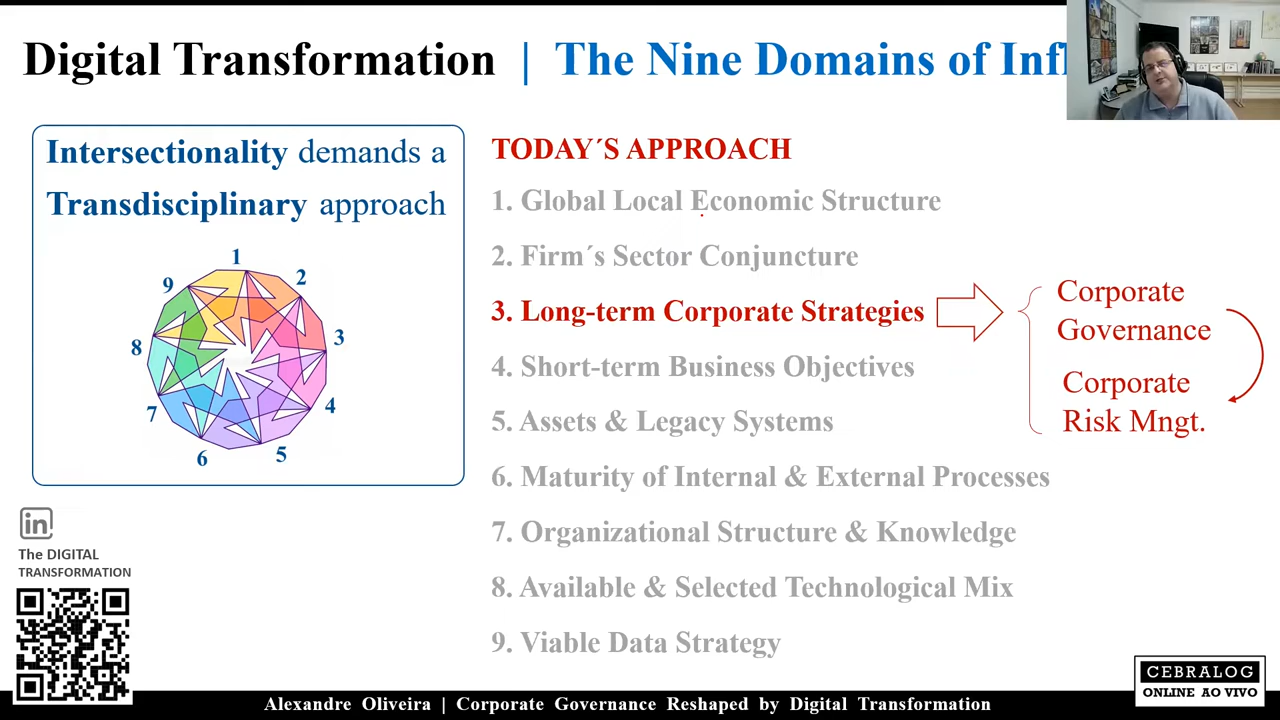 Digital Transformation | The Nine Domains of Inf
Intersectionality demands a
Transdisciplinary approach
1
2
3
4
5
6
7
8
9
TODAY´S APPROACH
1. Global Local Economic Structure
2. Firm´s Sector Conjuncture
3. Long-term Corporate Strategies
4. Short-term Business Objectives
5. Assets & Legacy Systems
6. Maturity of Internal & External Processes
7. Organizational Structure & Knowledge
8. Available & Selected Technological Mix
9. Viable Data Strategy
Corporate
Governance
Corporate
Risk Mngt.
in
The DIGITAL
TRANSFORMATION
CEBRALOG
ONLINE AO VIVO
Alexandre Oliveira | Corporate Governance Reshaped by Digital Transformation